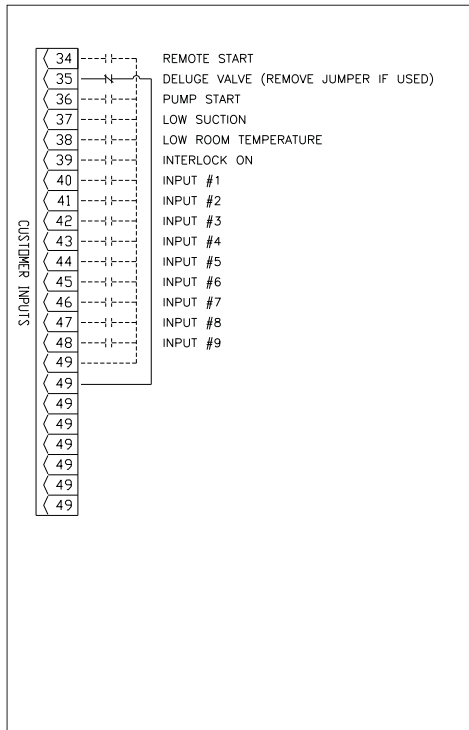 CUSTOMER INPUTS
34 REMOTE START
35 DELUGE VALVE (REMOVE JUMPER IF USED)
36 PUMP START
37 LOW SUCTION
38 LOW ROOM TEMPERATURE
39 INTERLOCK ON
40 INPUT #1
41 INPUT #2
42 INPUT #3
43 INPUT #4
44 INPUT #5
45 INPUT #6
46 INPUT #7
47 INPUT #8
48 INPUT #9
49
49
49
49
49
49
49
49